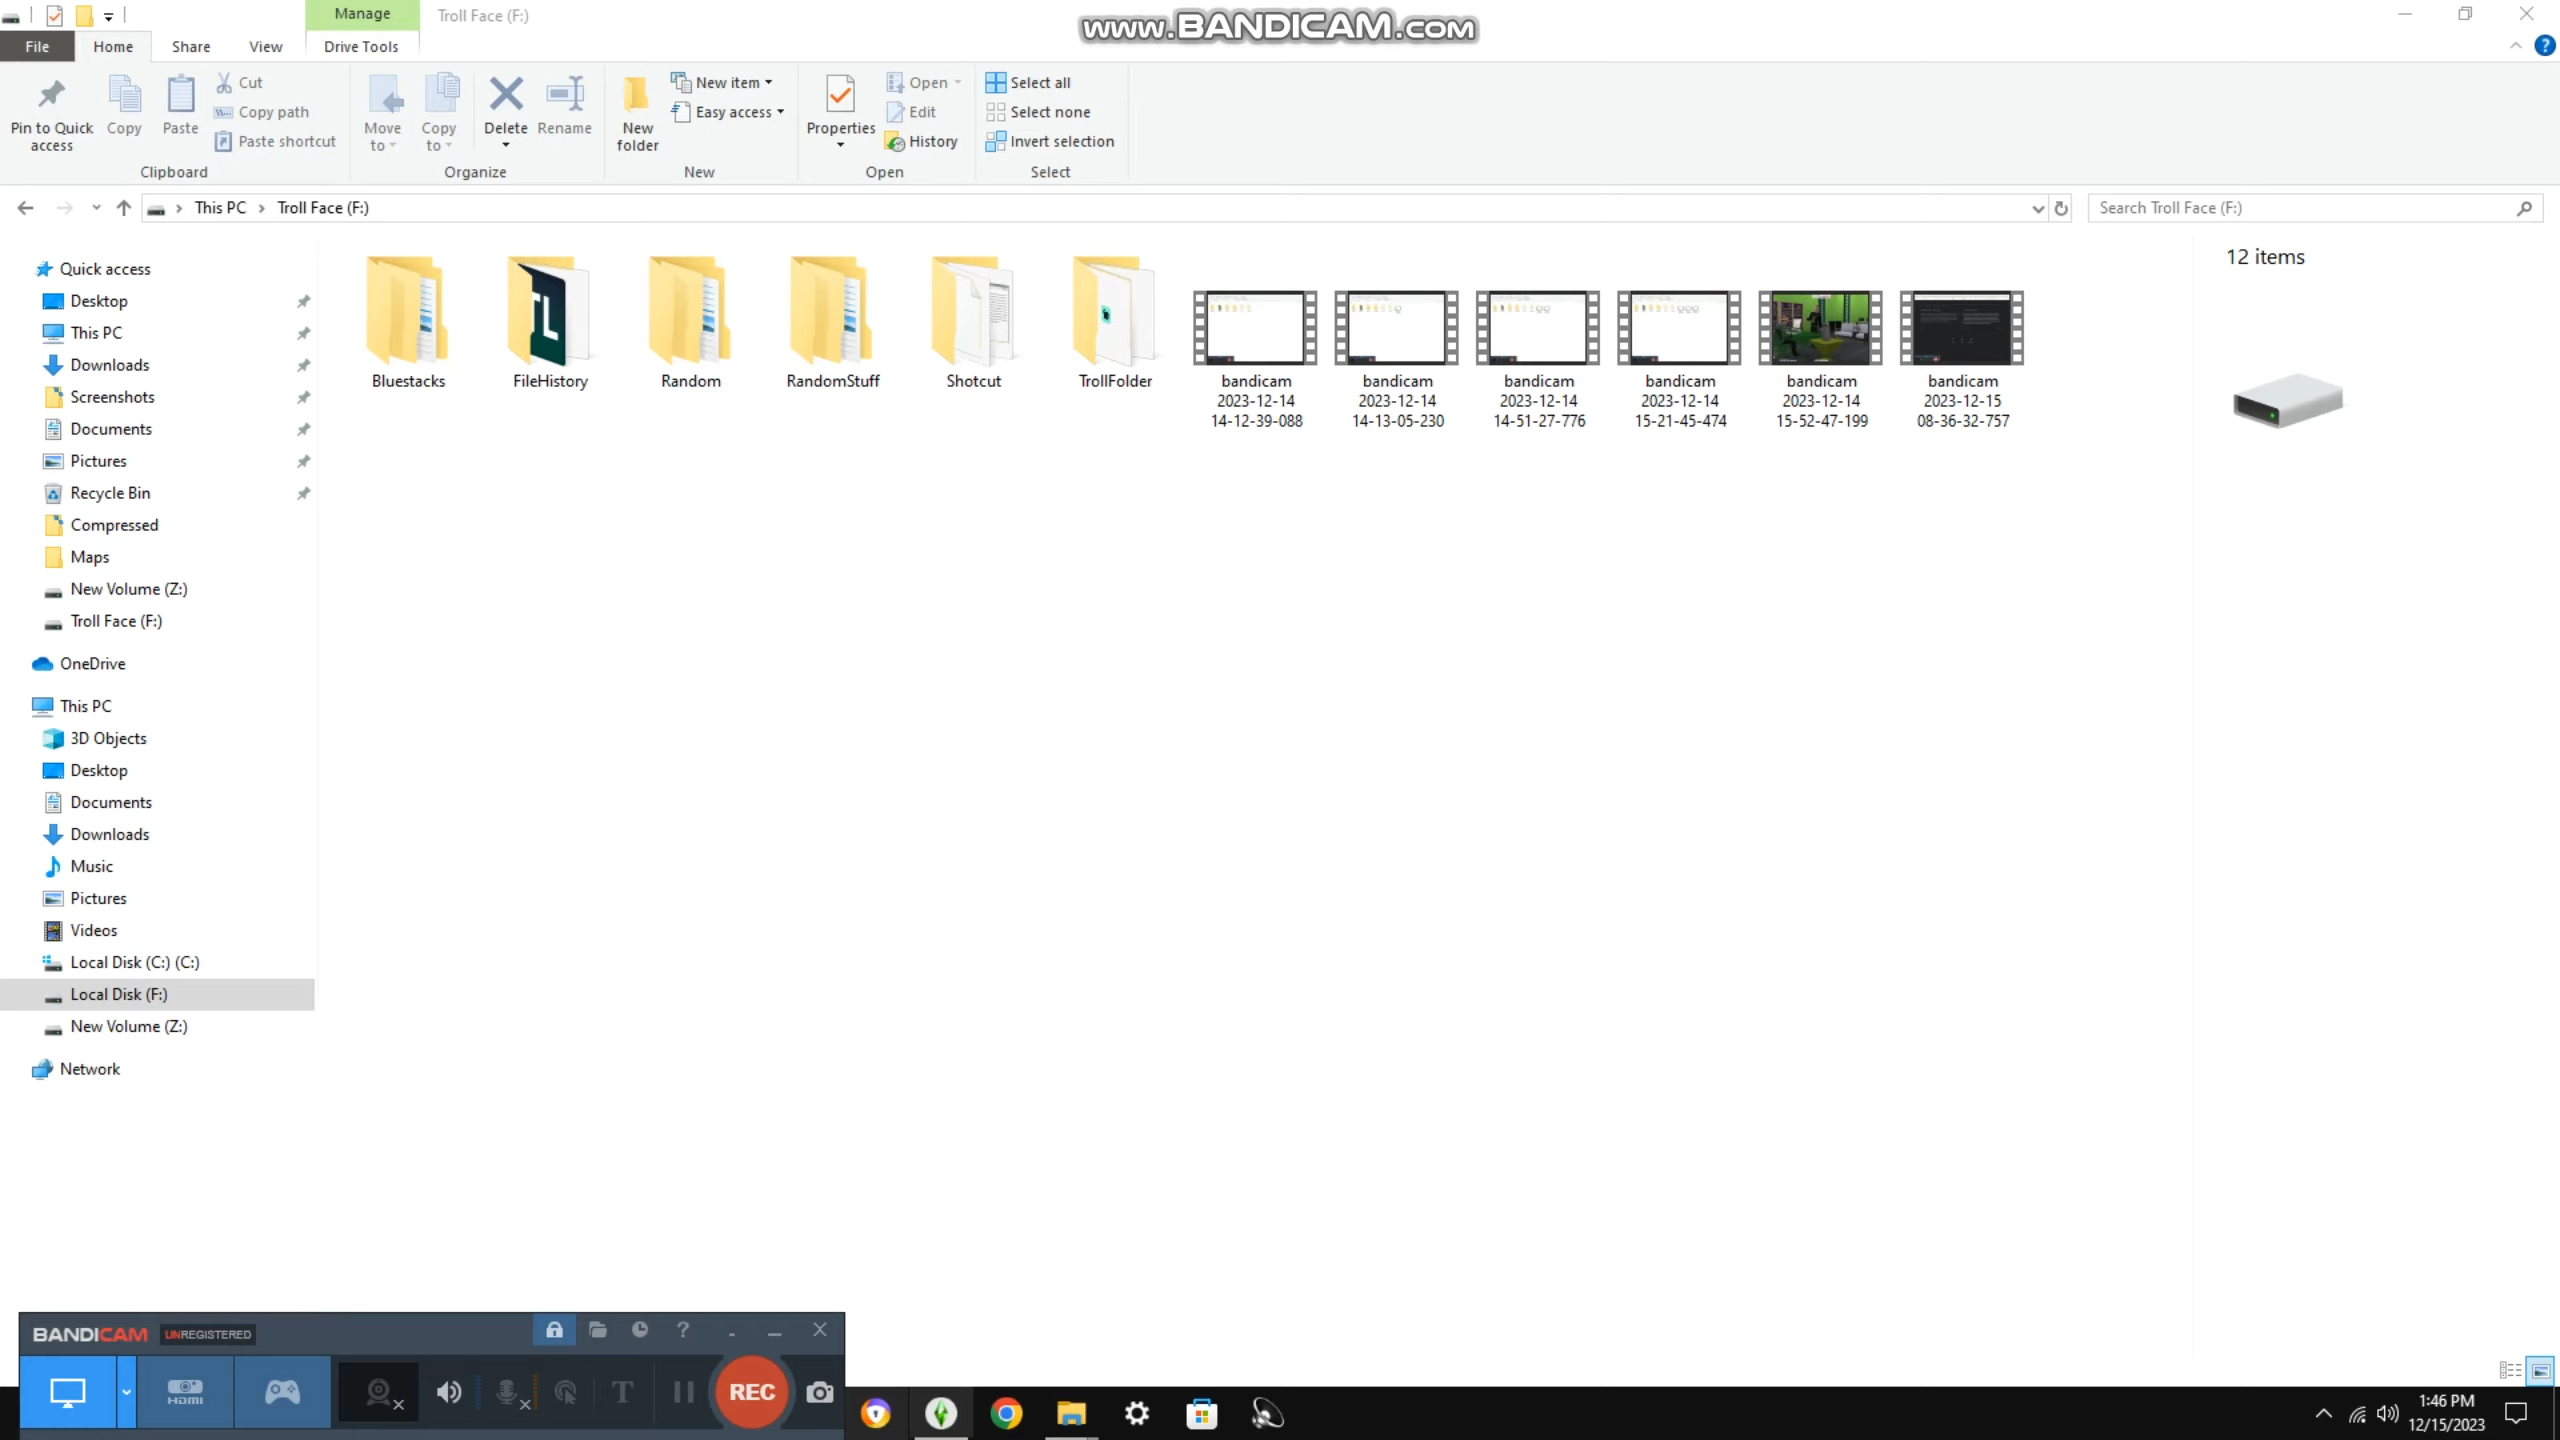 Manage
Troll Face (F:)
www.BANDICAM.com
File
Home
Share
View
Drive Tools
Pin to Quick
access
Copy
Paste
Cut
Copy path
Paste shortcut
Clipboard
Move
to
Copy
to
Delete
Rename
Organize
New
folder
New item
Easy access
New
Properties
Open
Edit
History
Open
Select all
Select none
Invert selection
Select
This PC
Troll Face (F:)
Search Troll Face (F:)
Quick access
Desktop
This PC
Downloads
Screenshots
Documents
Pictures
Recycle Bin
Compressed
Maps
New Volume (Z:)
Troll Face (F:)
OneDrive
This PC
3D Objects
Desktop
Documents
Downloads
Music
Pictures
Videos
Local Disk (C:) (C:)
Local Disk (F:)
New Volume (Z:)
Network
Bluestacks
FileHistory
Random
RandomStuff
Shotcut
TrollFolder
bandicam
2023-12-14
14-12-39-088
bandicam
2023-12-14
14-13-05-230
bandicam
2023-12-14
14-51-27-776
bandicam
2023-12-14
15-21-45-474
bandicam
2023-12-14
15-52-47-199
bandicam
2023-12-15
08-36-32-757
12 items
BANDICAM UNREGISTERED
HDMI
T
REC
1:46 PM
12/15/2023